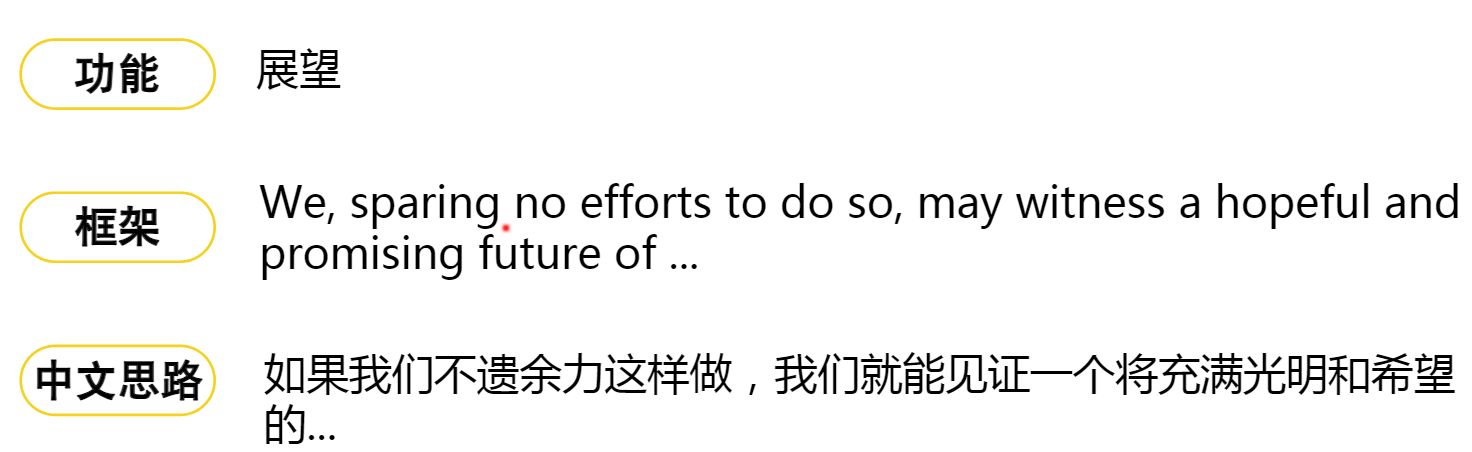 功能 展望
框架 We, sparing no efforts to do so, may witness a hopeful and
promising future of ...
中文思路 如果我们不遗余力这样做，我们就能见证一个将充满光明和希望
的...